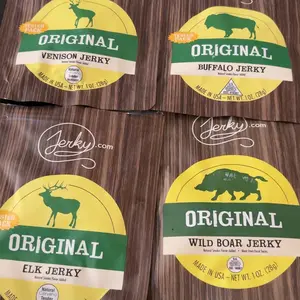 ORIGINAL
VENISON JERKY
MADE IN USA • NET WT. 1 OZ. (28g)
ORIGINAL
BUFFALO JERKY
MADE IN USA • NET WT. 1 OZ. (28g)
Jerky.com
ORIGINAL
ELK JERKY
Jerky.com
ORIGINAL
WILD BOAR JERKY
MADE IN USA • NET WT. 1 OZ. (28g)